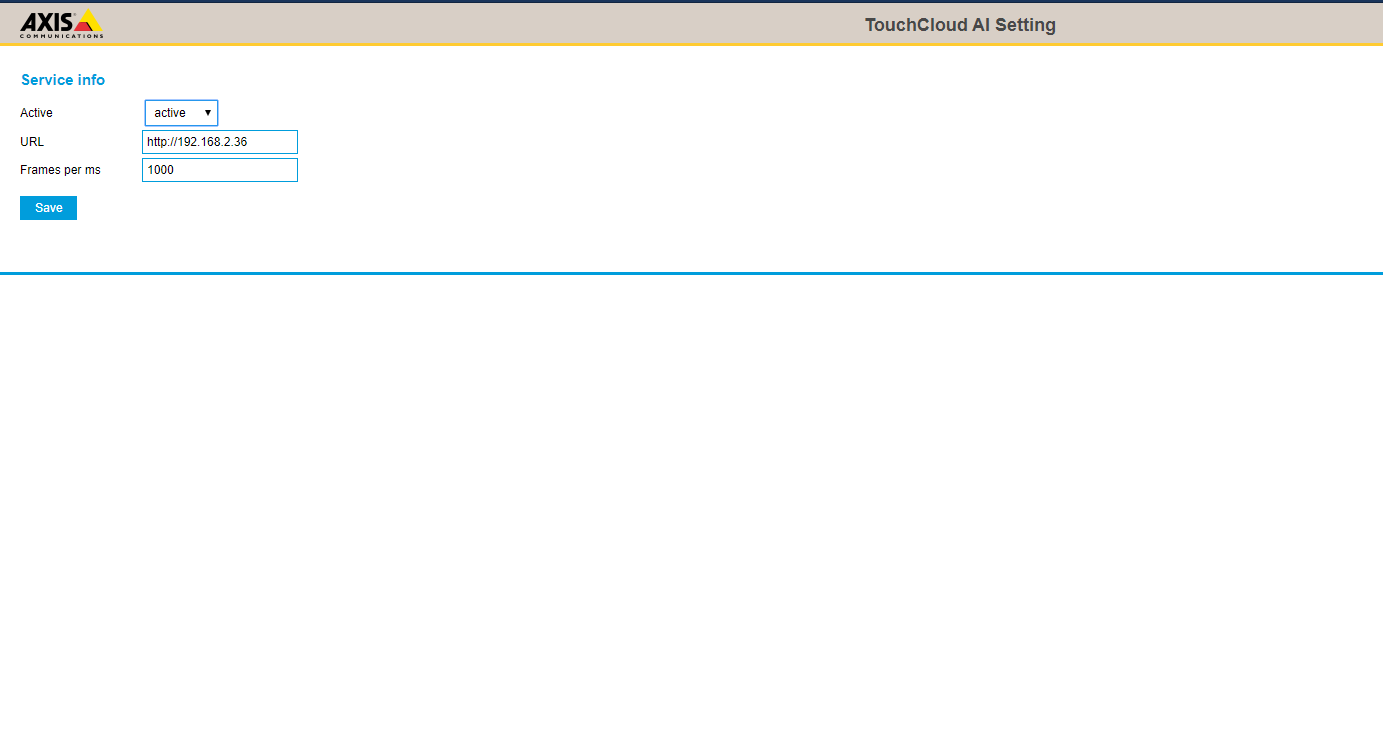 AXIS
COMMUNICATIONS
TouchCloud AI Setting
Service info
Active active
URL http://192.168.2.36
Frames per ms 1000
Save